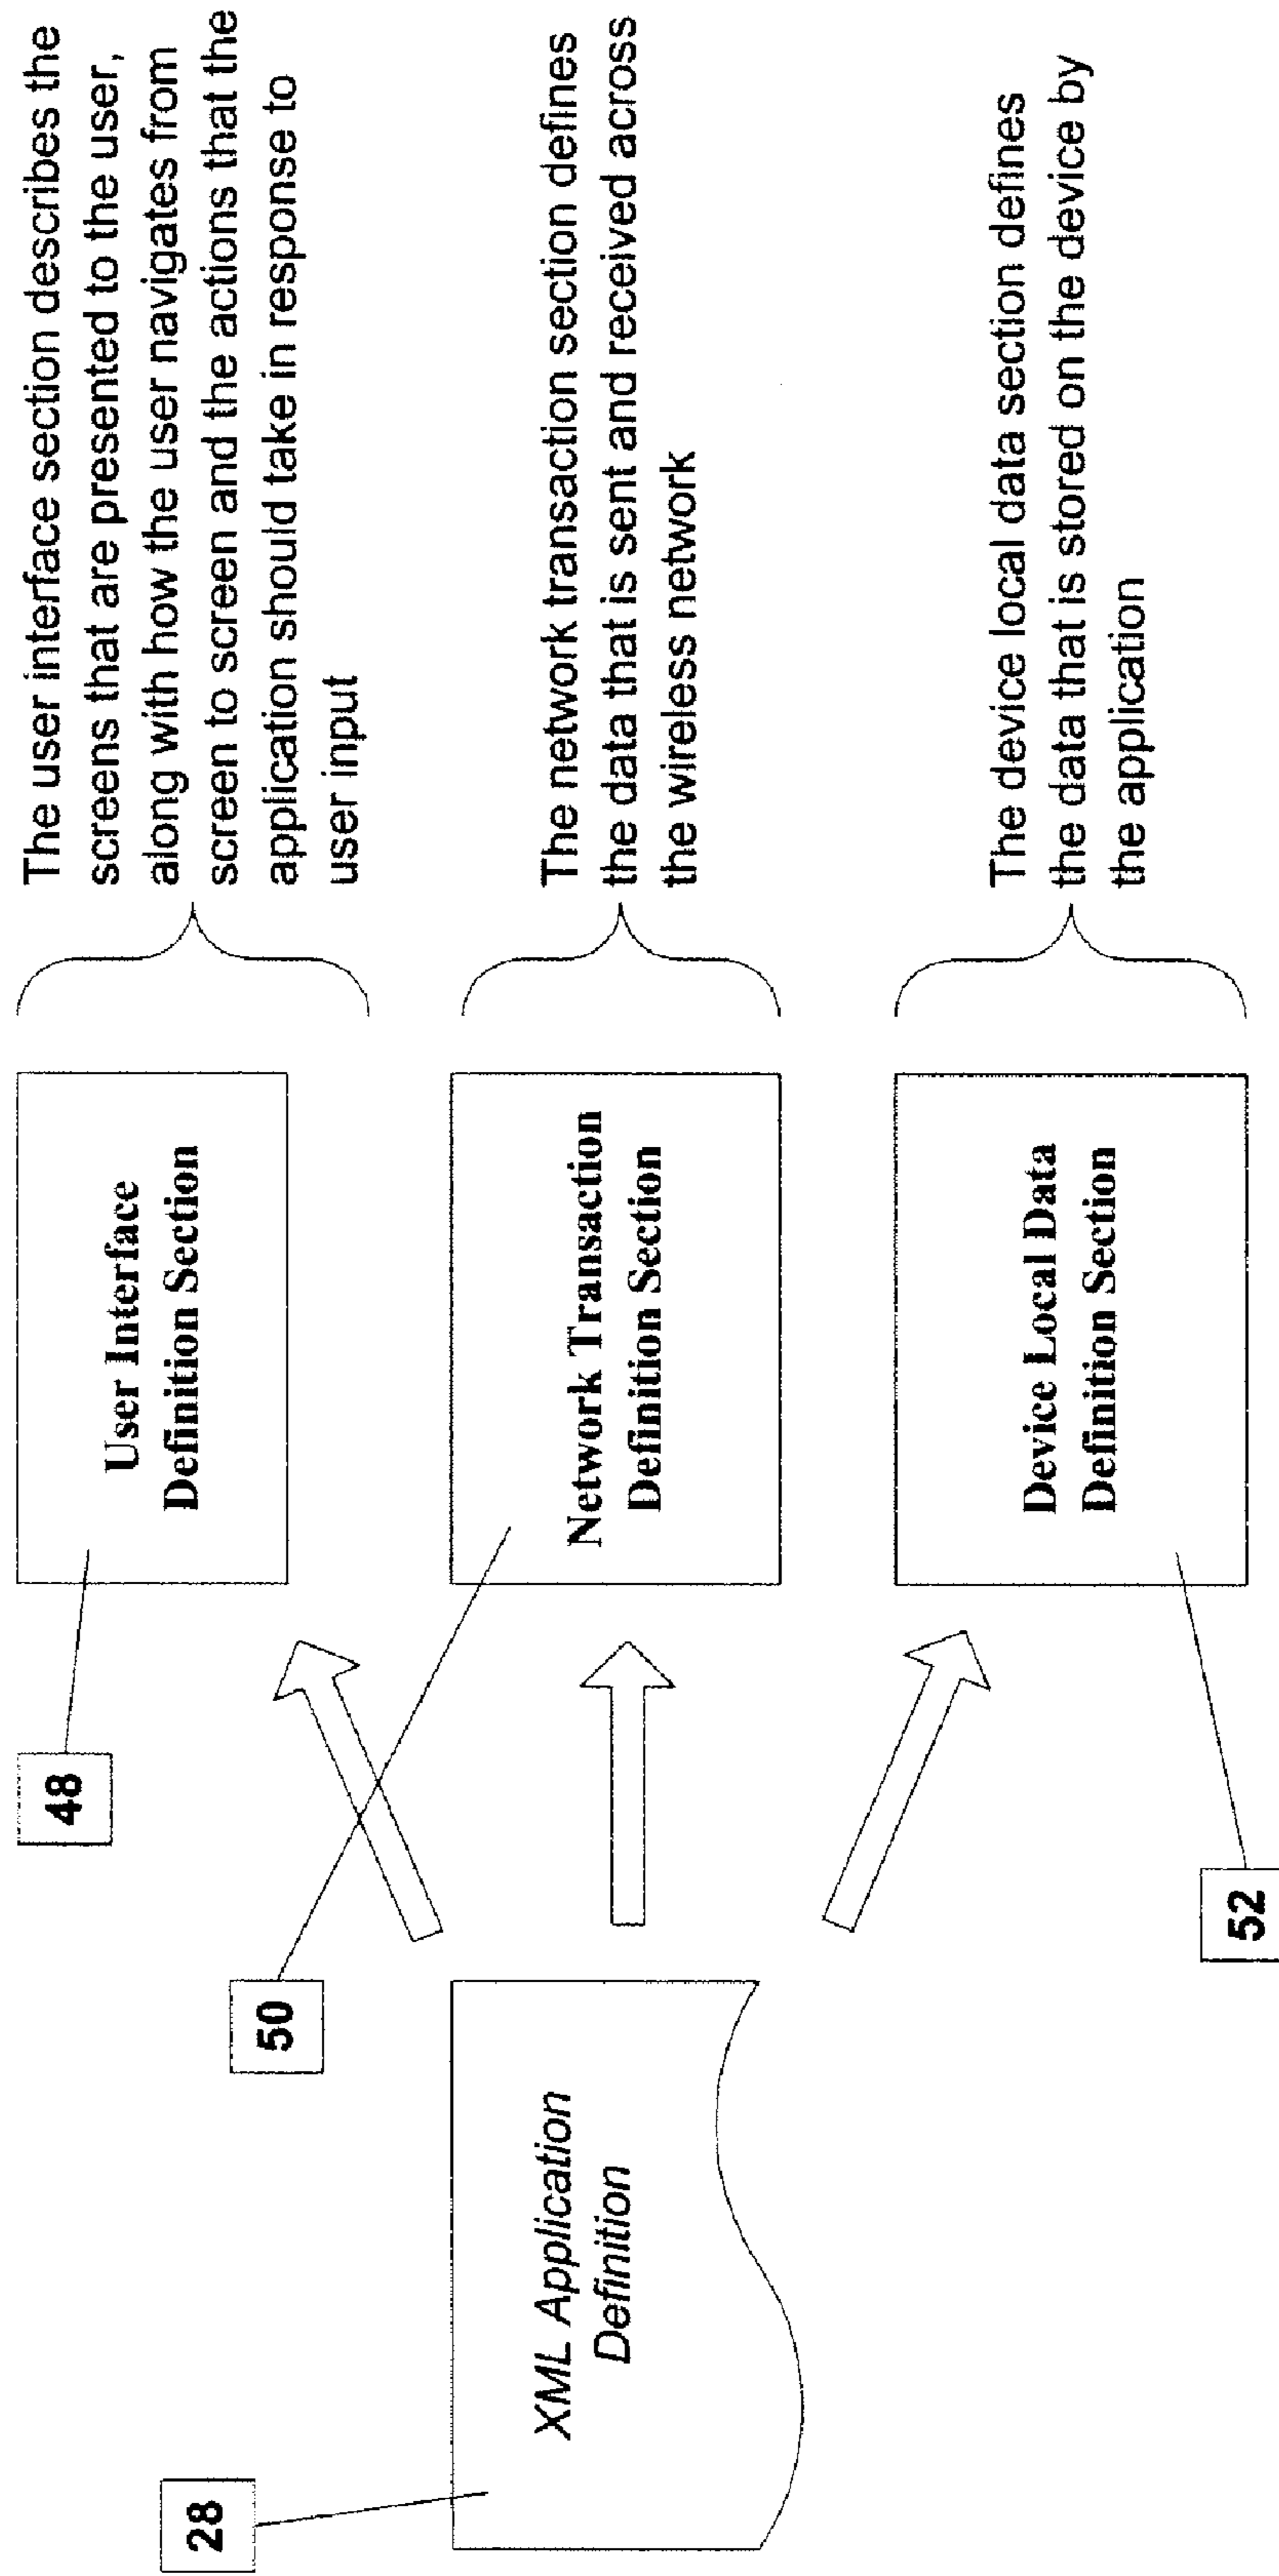 28
XML Application
Definition
48
50
52
User Interface
Definition Section
Network Transaction
Definition Section
Device Local Data
Definition Section
The user interface section describes the
screens that are presented to the user,
along with how the user navigates from
screen to screen and the actions that the
application should take in response to
user input
The network transaction section defines
the data that is sent and received across
the wireless network
The device local data section defines
the data that is stored on the device by
the application